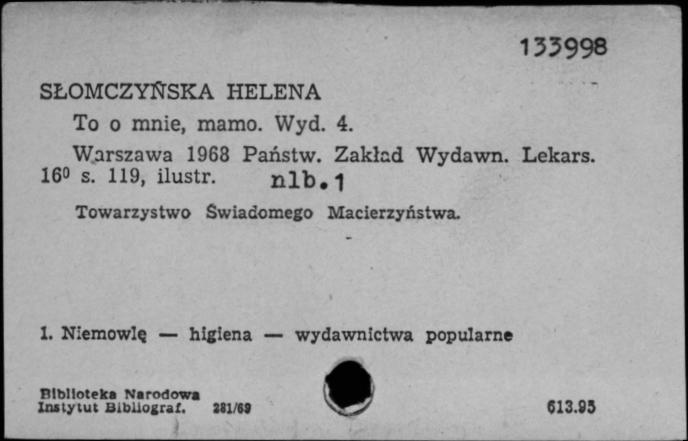 133998
SŁOMCZYŃSKA HELENA
To o mnie, mamo. Wyd. 4.
Warszawa 1968 Państw. Zakład Wydawn. Lekars.
16⁰ s. 119, ilustr. nlb.1
Towarzystwo Świadomego Macierzyństwa.
1. Niemowlę — higiena — wydawnictwa popularne
Biblioteka Narodowa
Instytut Bibliograf. 281/69
613.95